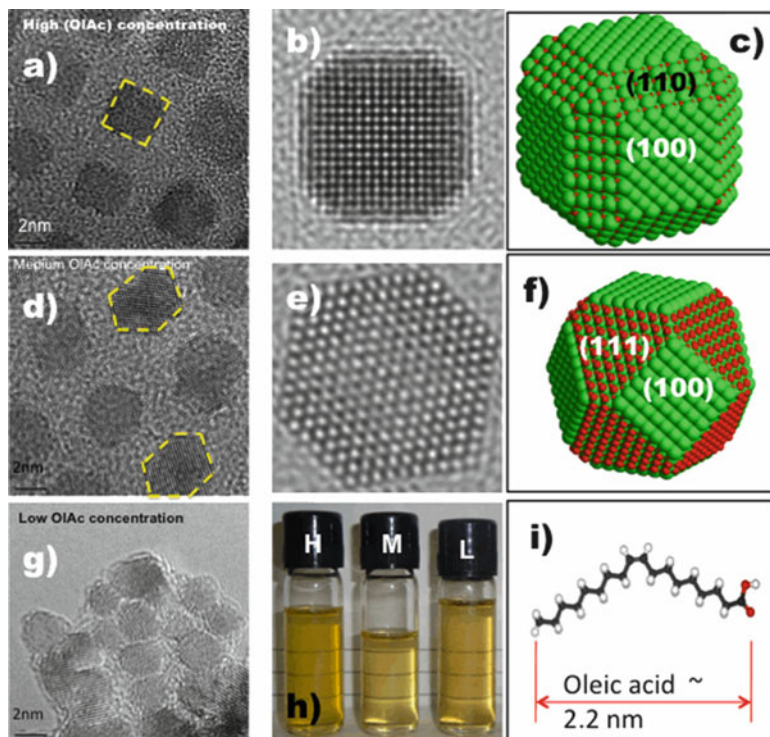 High (OlAc) concentration
a)
2nm
b)
c)
(110)
(100)
Mepium OlAc concentration
d)
2nm
e)
f)
(111)
(100)
Low OlAc concentration
g)
2nm
H
M
L
h)
i)
Oleic acid ~
2.2 nm